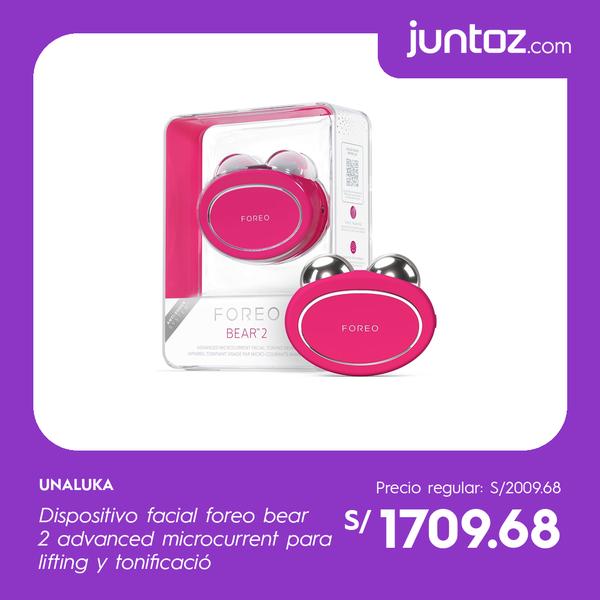 juntoz.com
FOREO
FOREO
BEAR™2
FOREO
UNALUKA
Precio regular: S/2009.68
Dispositivo facial foreo bear
2 advanced microcurrent para
lifting y tonificació
S/ 1709.68